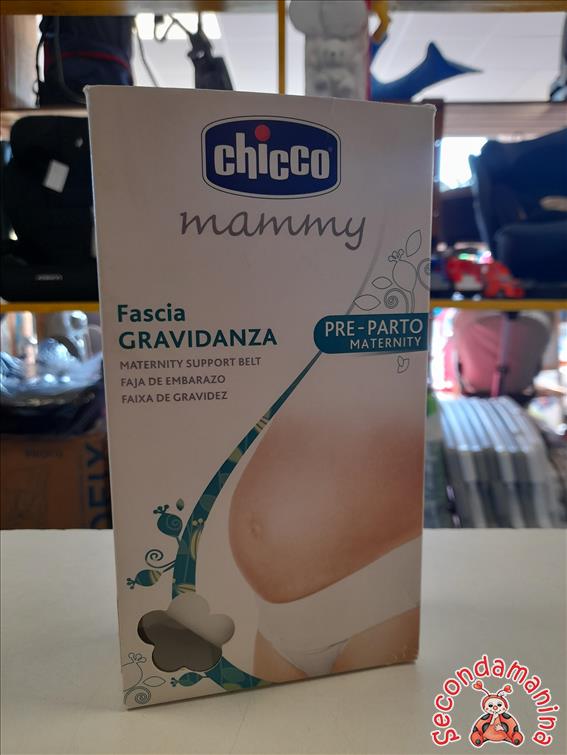 chicco
mammy
Fascia
GRAVIDANZA
MATERNITY SUPPORT BELT
FAJA DE EMBARAZO
FAIXA DE GRAVIDEZ
PRE-PARTO
MATERNITY
Secondamanina